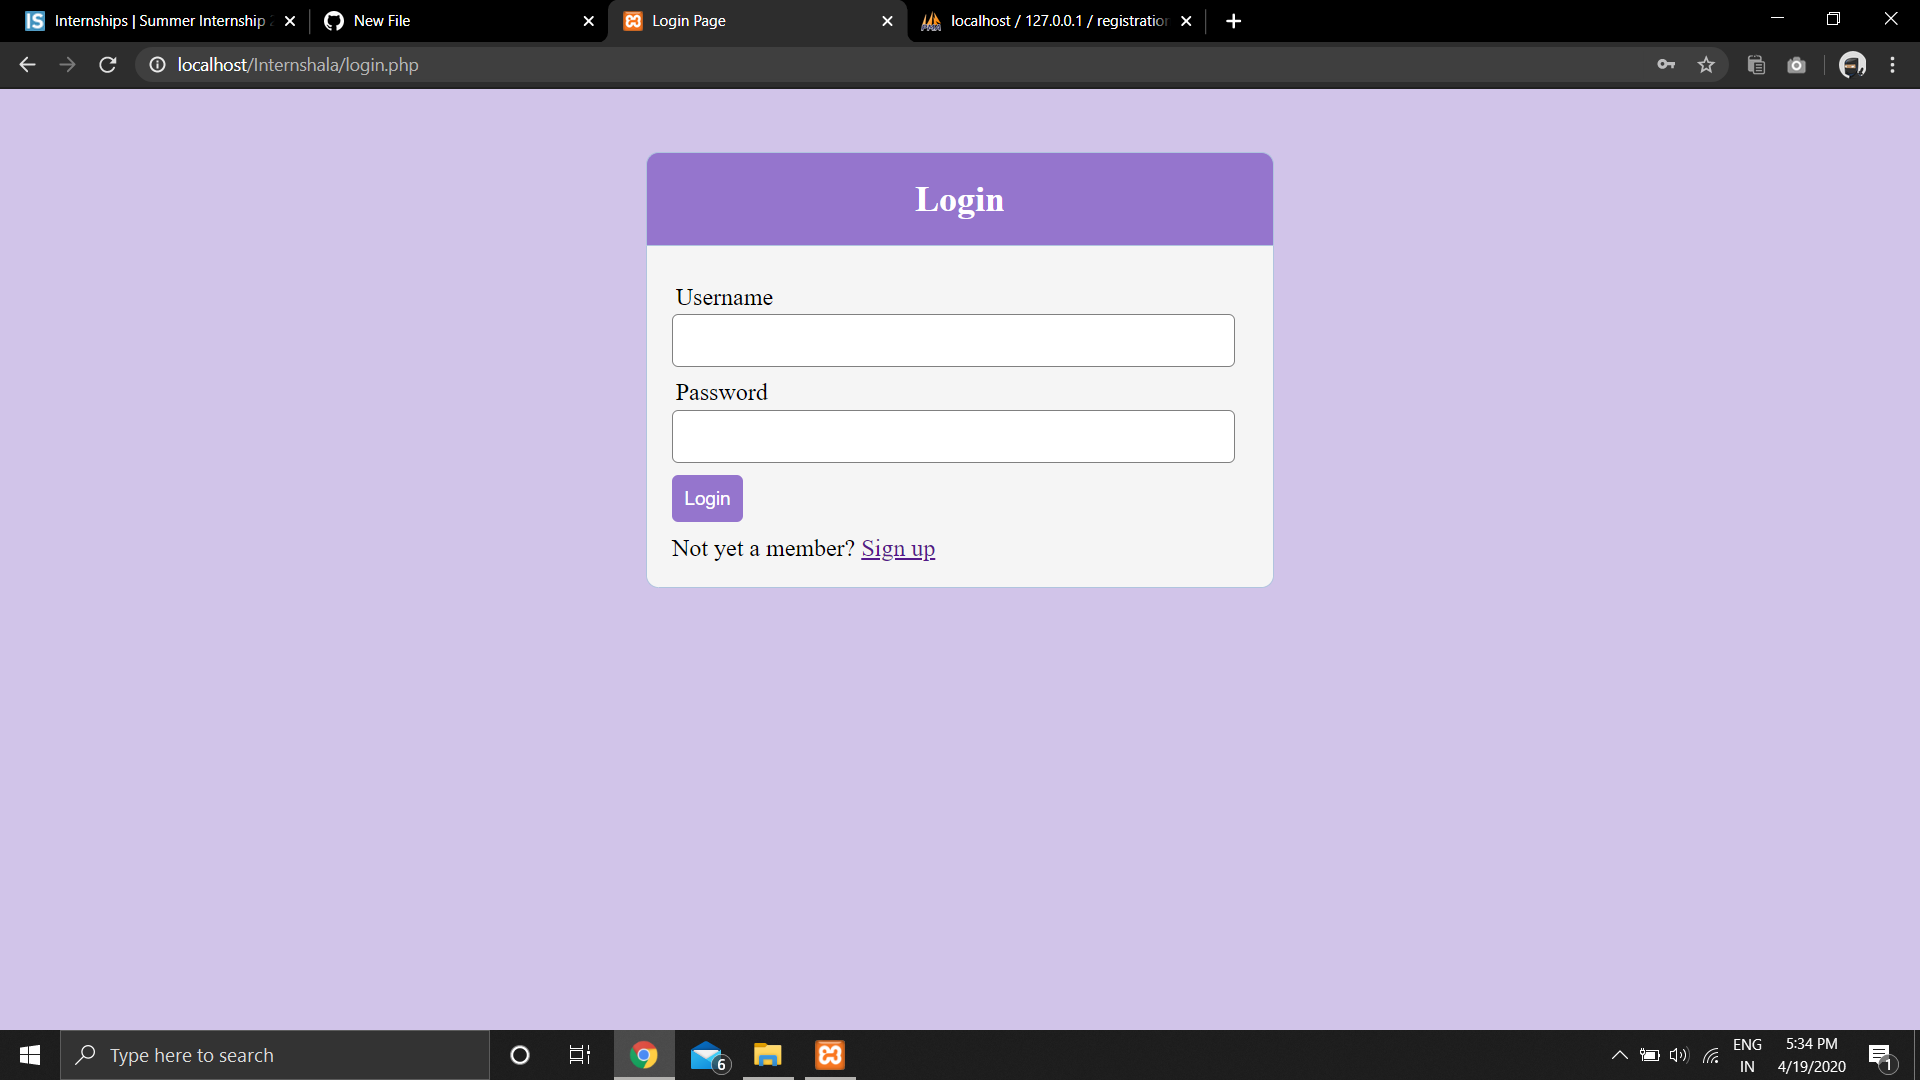 Internships | Summer Internship
New File
Login Page
localhost / 127.0.0.1 / registration
localhost/Internshala/login.php
Login
Username
Password
Login
Not yet a member? Sign up
Type here to search
6
ENG
IN
5:34 PM
4/19/2020
1